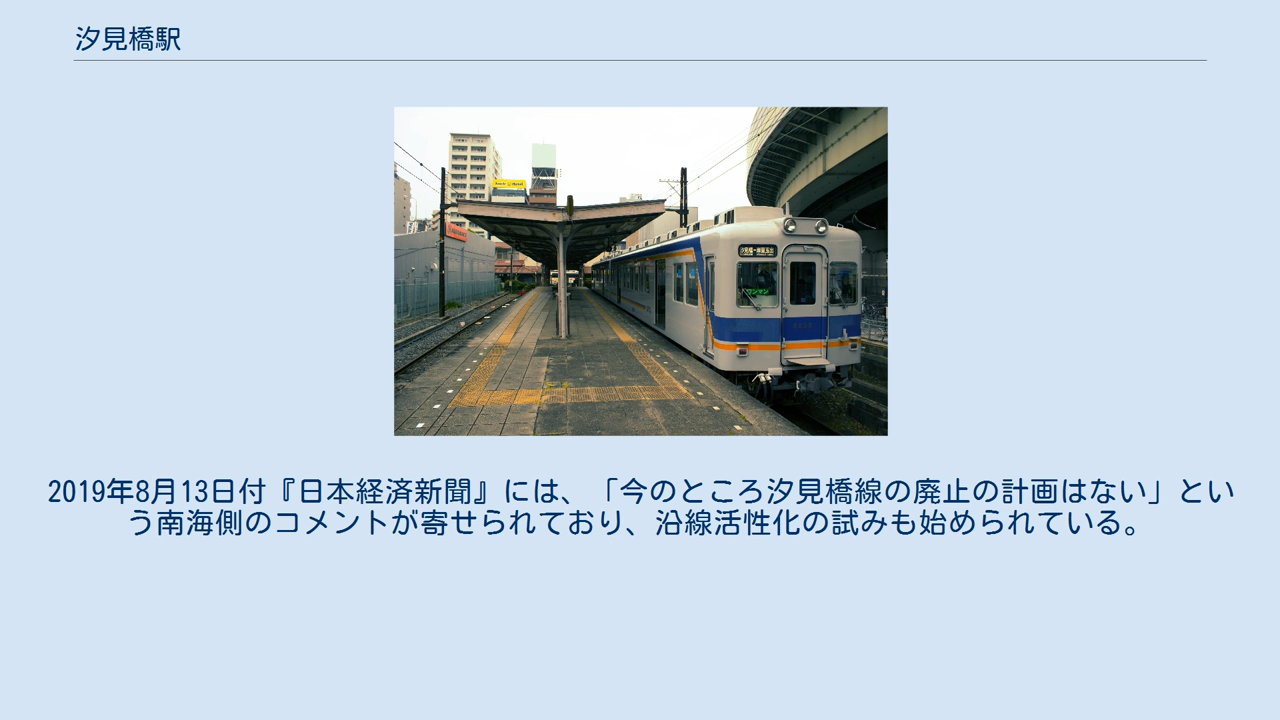 汐見橋駅
ワンマン
2019年8月13日付『日本経済新聞』には、「今のところ汐見橋線の廃止の計画はない」とい
う南海側のコメントが寄せられており、沿線活性化の試みも始められている。